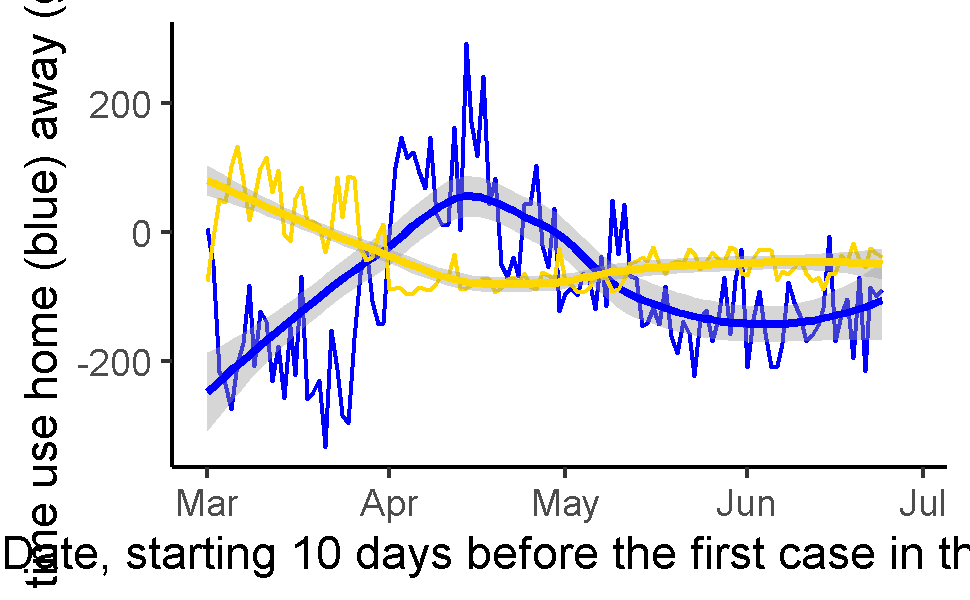 time use home (blue) away (
200
0
-200
Mar Apr May Jun Jul
Date, starting 10 days before the first case in th